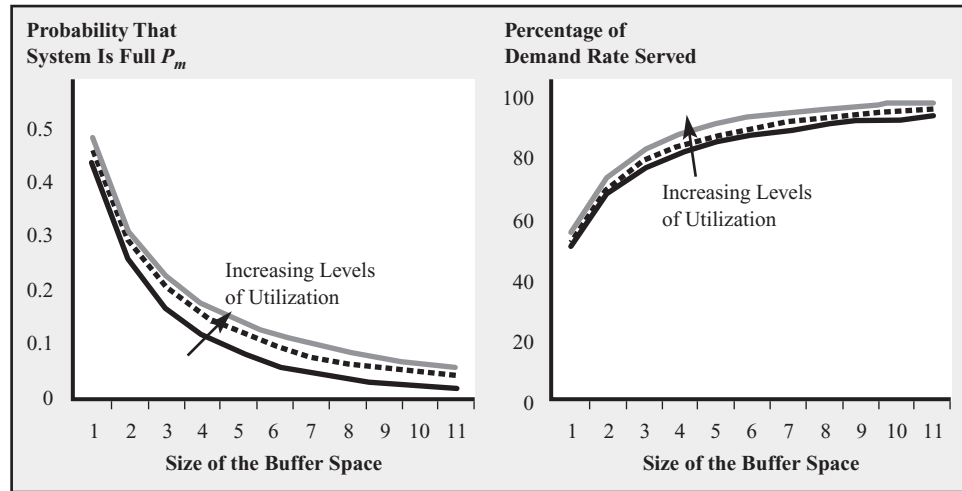 Probability That
System Is Full Pm
0.5
0.4
0.3
0.2
0.1
0
Increasing Levels
of Utilization
1 2 3 4 5 6 7 8 9 10 11
Size of the Buffer Space
Percentage of
Demand Rate Served
100
80
60
40
20
0
Increasing Levels
of Utilization
1 2 3 4 5 6 7 8 9 10 11
Size of the Buffer Space